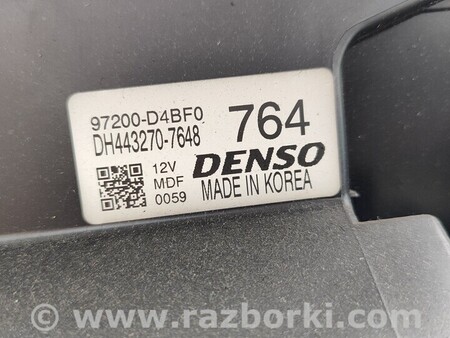 97200-D4BF0 764
DH443270-7648
12V DENSO
MDF MADE IN KOREA
0059
© www.razborki.com